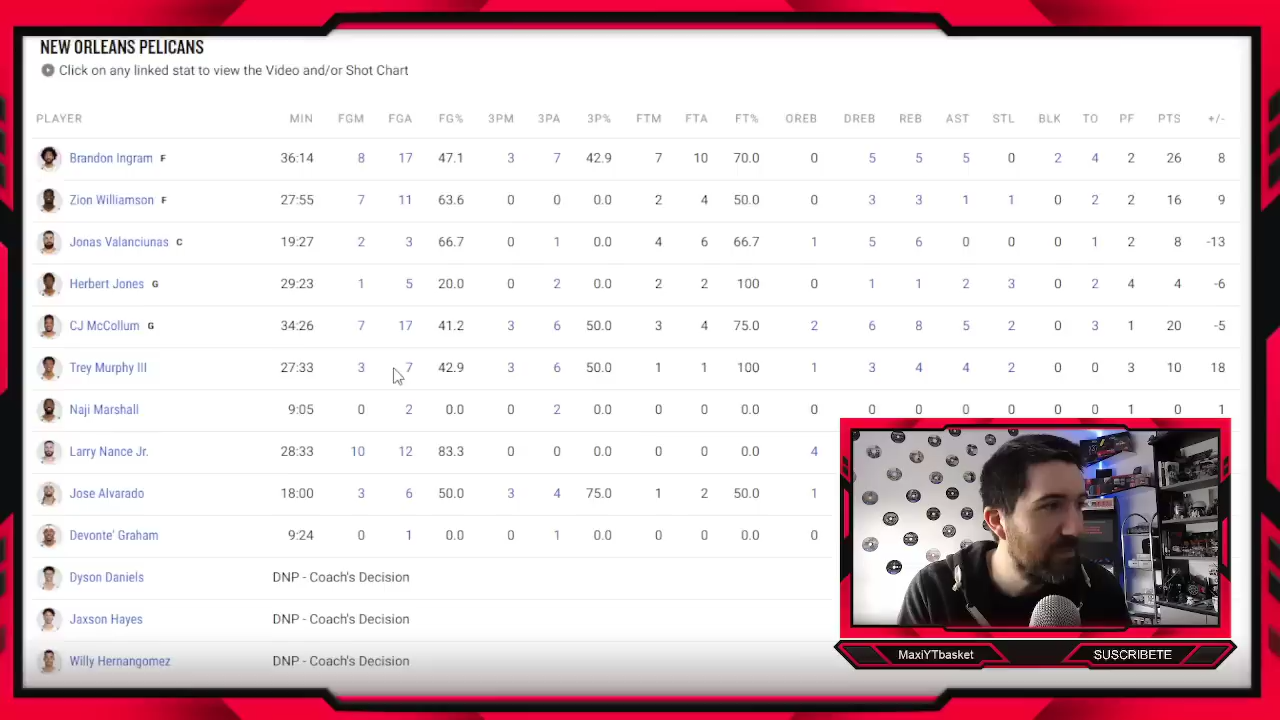 NEW ORLEANS PELICANS
Click on any linked stat to view the Video and/or Shot Chart
PLAYER MIN FGM FGA FG% 3PM 3PA 3P% FTM FTA FT% OREB DREB REB AST STL BLK TO PF PTS +/-
Brandon Ingram F 36:14 8 17 47.1 3 7 42.9 7 10 70.0 0 5 5 5 0 2 4 2 26 8
Zion Williamson F 27:55 7 11 63.6 0 0 0.0 2 4 50.0 0 3 3 1 1 0 2 2 16 9
Jonas Valanciunas C 19:27 2 3 66.7 0 1 0.0 4 6 66.7 1 5 6 0 0 0 1 2 8 -13
Herbert Jones G 29:23 1 5 20.0 0 2 0.0 2 2 100 0 1 1 2 3 0 2 4 4 -6
CJ McCollum G 34:26 7 17 41.2 3 6 50.0 3 4 75.0 2 6 8 5 2 0 3 1 20 -5
Trey Murphy III 27:33 3 7 42.9 3 6 50.0 1 1 100 1 3 4 4 2 0 0 3 10 18
Naji Marshall 9:05 0 2 0.0 0 2 0.0 0 0 0.0 0 0 0 0 0 0 0 1 0 1
Larry Nance Jr. 28:33 10 12 83.3 0 0 0.0 0 0 0.0 4
Jose Alvarado 18:00 3 6 50.0 3 4 75.0 1 2 50.0 1
Devonte' Graham 9:24 0 1 0.0 0 1 0.0 0 0 0.0 0
Dyson Daniels DNP - Coach's Decision
Jaxson Hayes DNP - Coach's Decision
Willy Hernangomez DNP - Coach's Decision
MaxiYTbasket SUSCRIBETE